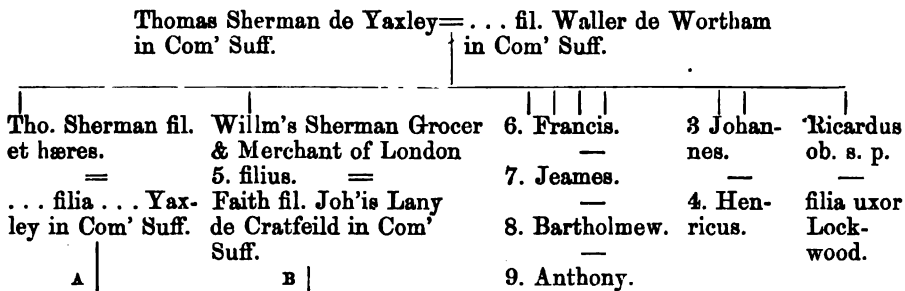 Thomas Sherman de Yaxley=. . . fil. Waller de Wortham
in Com' Suff. in Com' Suff.
Tho. Sherman fil.
et hæres.
=
. . . filia . . . Yax-
ley in Com' Suff.
A
Willm's Sherman Grocer
& Merchant of London
5. filius. =
Faith fil. Joh'is Lany
de Cratfeild in Com'
Suff.
B
6. Francis.
—
7. Jeames.
—
8. Bartholmew.
—
9. Anthony.
3 Johan-
nes.
—
4. Hen-
ricus.
Ricardus
ob. s. p.
—
filia uxor
Lock-
wood.